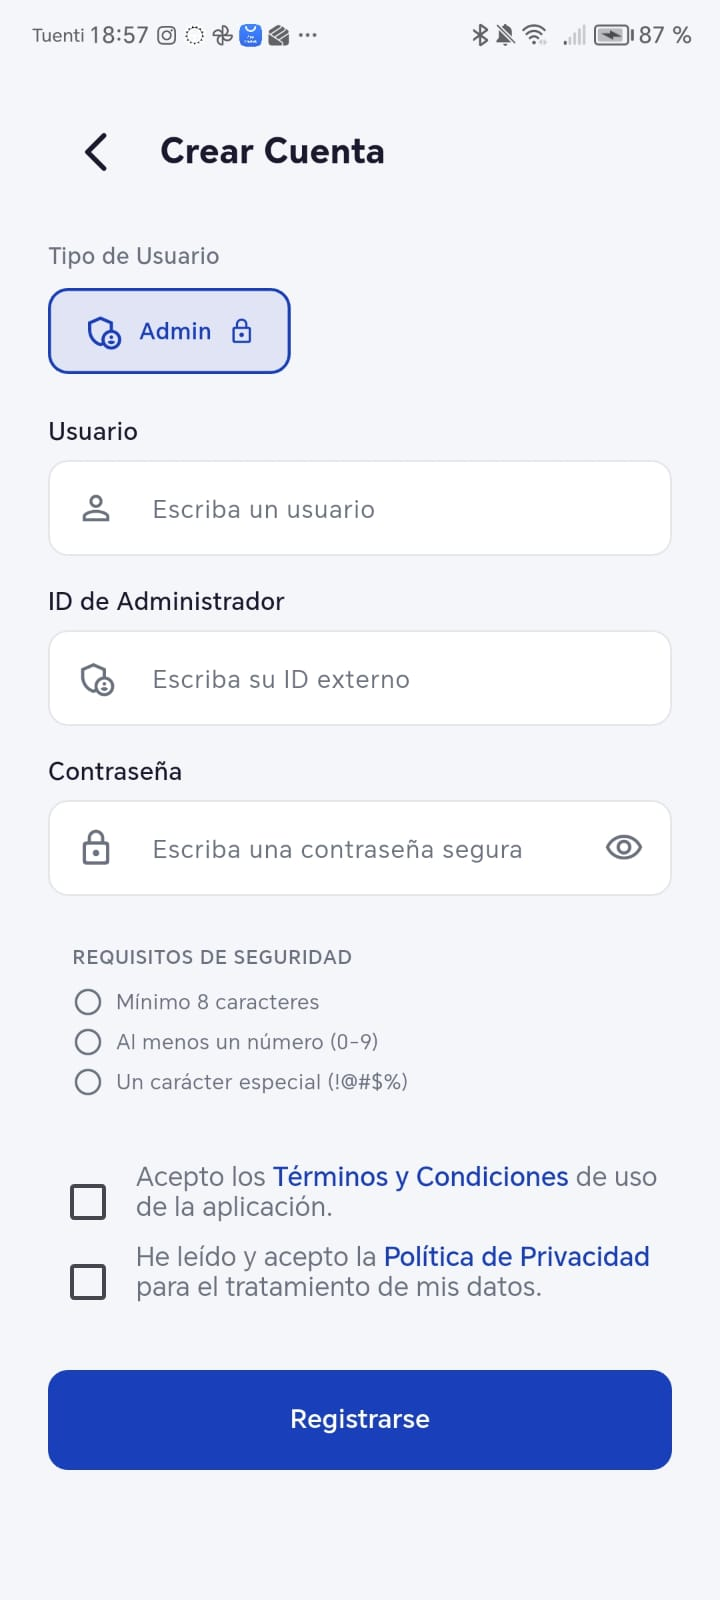 Tuenti 18:57 ··· 87 %
Crear Cuenta
Tipo de Usuario
Admin
Usuario
Escriba un usuario
ID de Administrador
Escriba su ID externo
Contraseña
Escriba una contraseña segura
REQUISITOS DE SEGURIDAD
Mínimo 8 caracteres
Al menos un número (0-9)
Un carácter especial (!@#$%)
Acepto los Términos y Condiciones de uso
de la aplicación.
He leído y acepto la Política de Privacidad
para el tratamiento de mis datos.
Registrarse